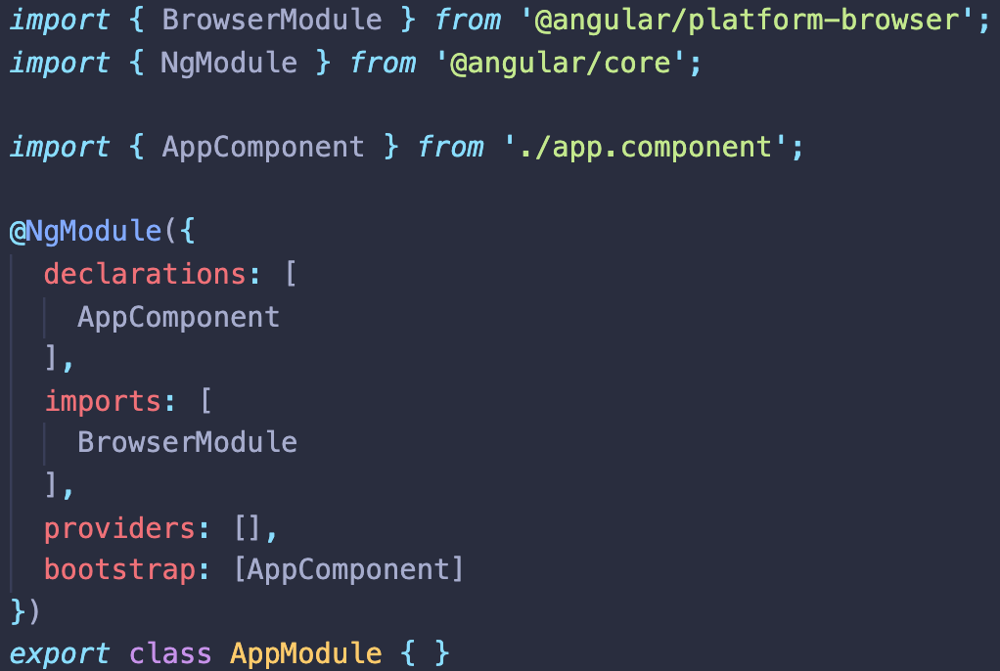 import { BrowserModule } from '@angular/platform-browser';
import { NgModule } from '@angular/core';

import { AppComponent } from './app.component';

@NgModule({
  declarations: [
    AppComponent
  ],
  imports: [
    BrowserModule
  ],
  providers: [],
  bootstrap: [AppComponent]
})
export class AppModule { }